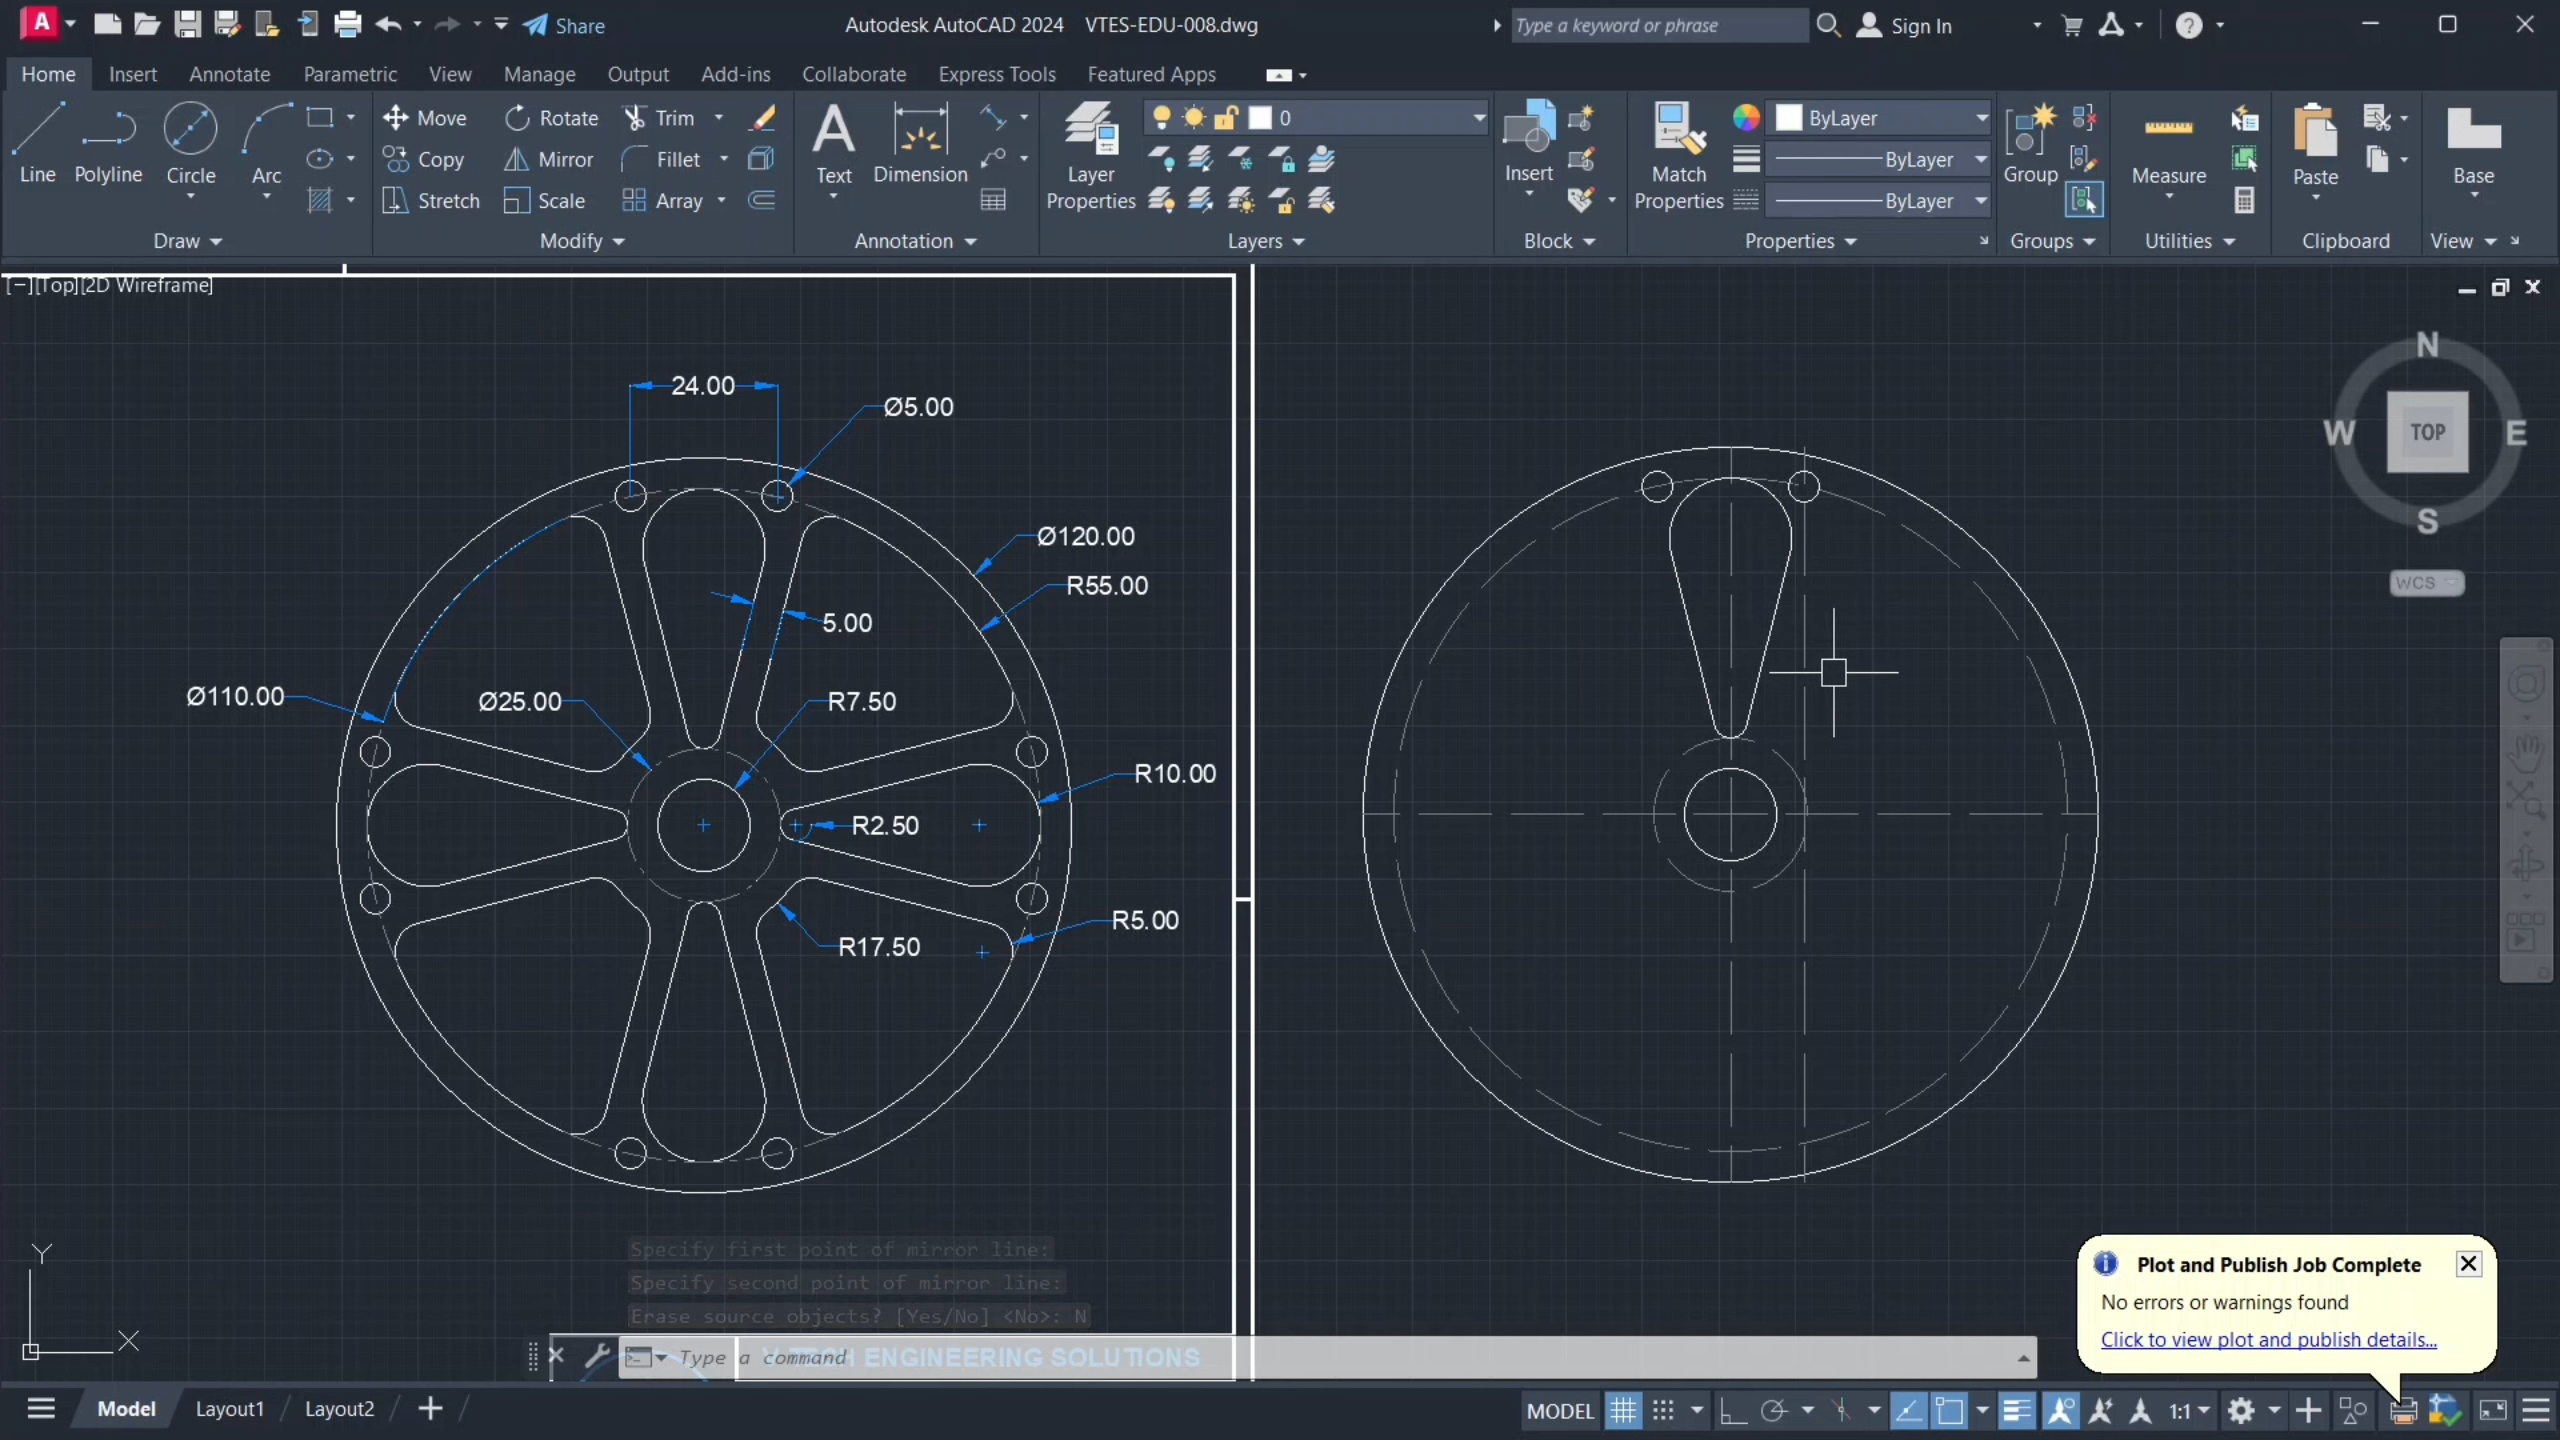 A
Share
Autodesk AutoCAD 2024 VTES-EDU-008.dwg
Type a keyword or phrase
Sign In
Home Insert Annotate Parametric View Manage Output Add-ins Collaborate Express Tools Featured Apps
Line Polyline Circle Arc
Move Rotate Trim
Copy Mirror Fillet
Stretch Scale Array
Text Dimension
Layer Properties
0
Insert
Match Properties
ByLayer
ByLayer
ByLayer
Group
Measure
Paste
Base
Draw Modify Annotation Layers Block Properties Groups Utilities Clipboard View
[−][Top][2D Wireframe]
N
W TOP E
S
WCS
24.00
Ø5.00
Ø120.00
R55.00
5.00
Ø110.00
Ø25.00
R7.50
R10.00
R2.50
R5.00
R17.50
Y
X
Specify first point of mirror line:
Specify second point of mirror line:
Erase source objects? [Yes/No] <No>: N
Type a command
ENGINEERING SOLUTIONS
Plot and Publish Job Complete
No errors or warnings found
Click to view plot and publish details...
Model Layout1 Layout2
MODEL
1:1